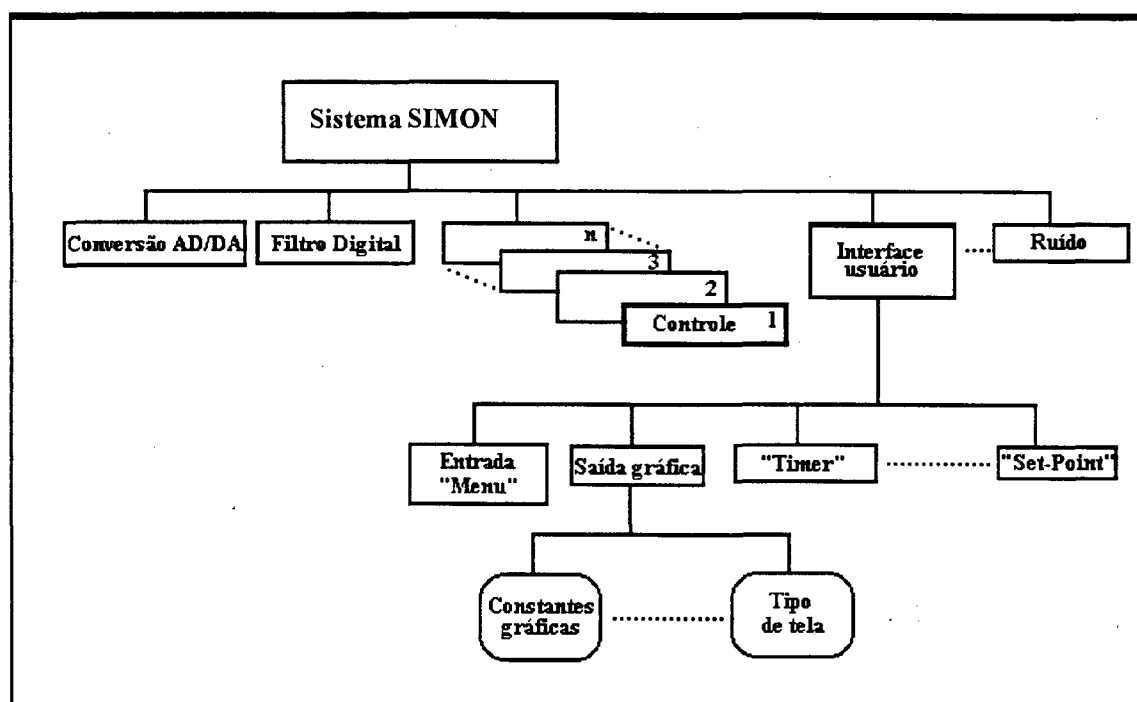 Sistema SIMON
Conversão AD/DA
Filtro Digital
n
3
2
Controle 1
Interface
usuário
Ruído
Entrada
"Menu"
Saída gráfica
"Timer"
"Set-Point"
Constantes
gráficas
Tipo
de tela